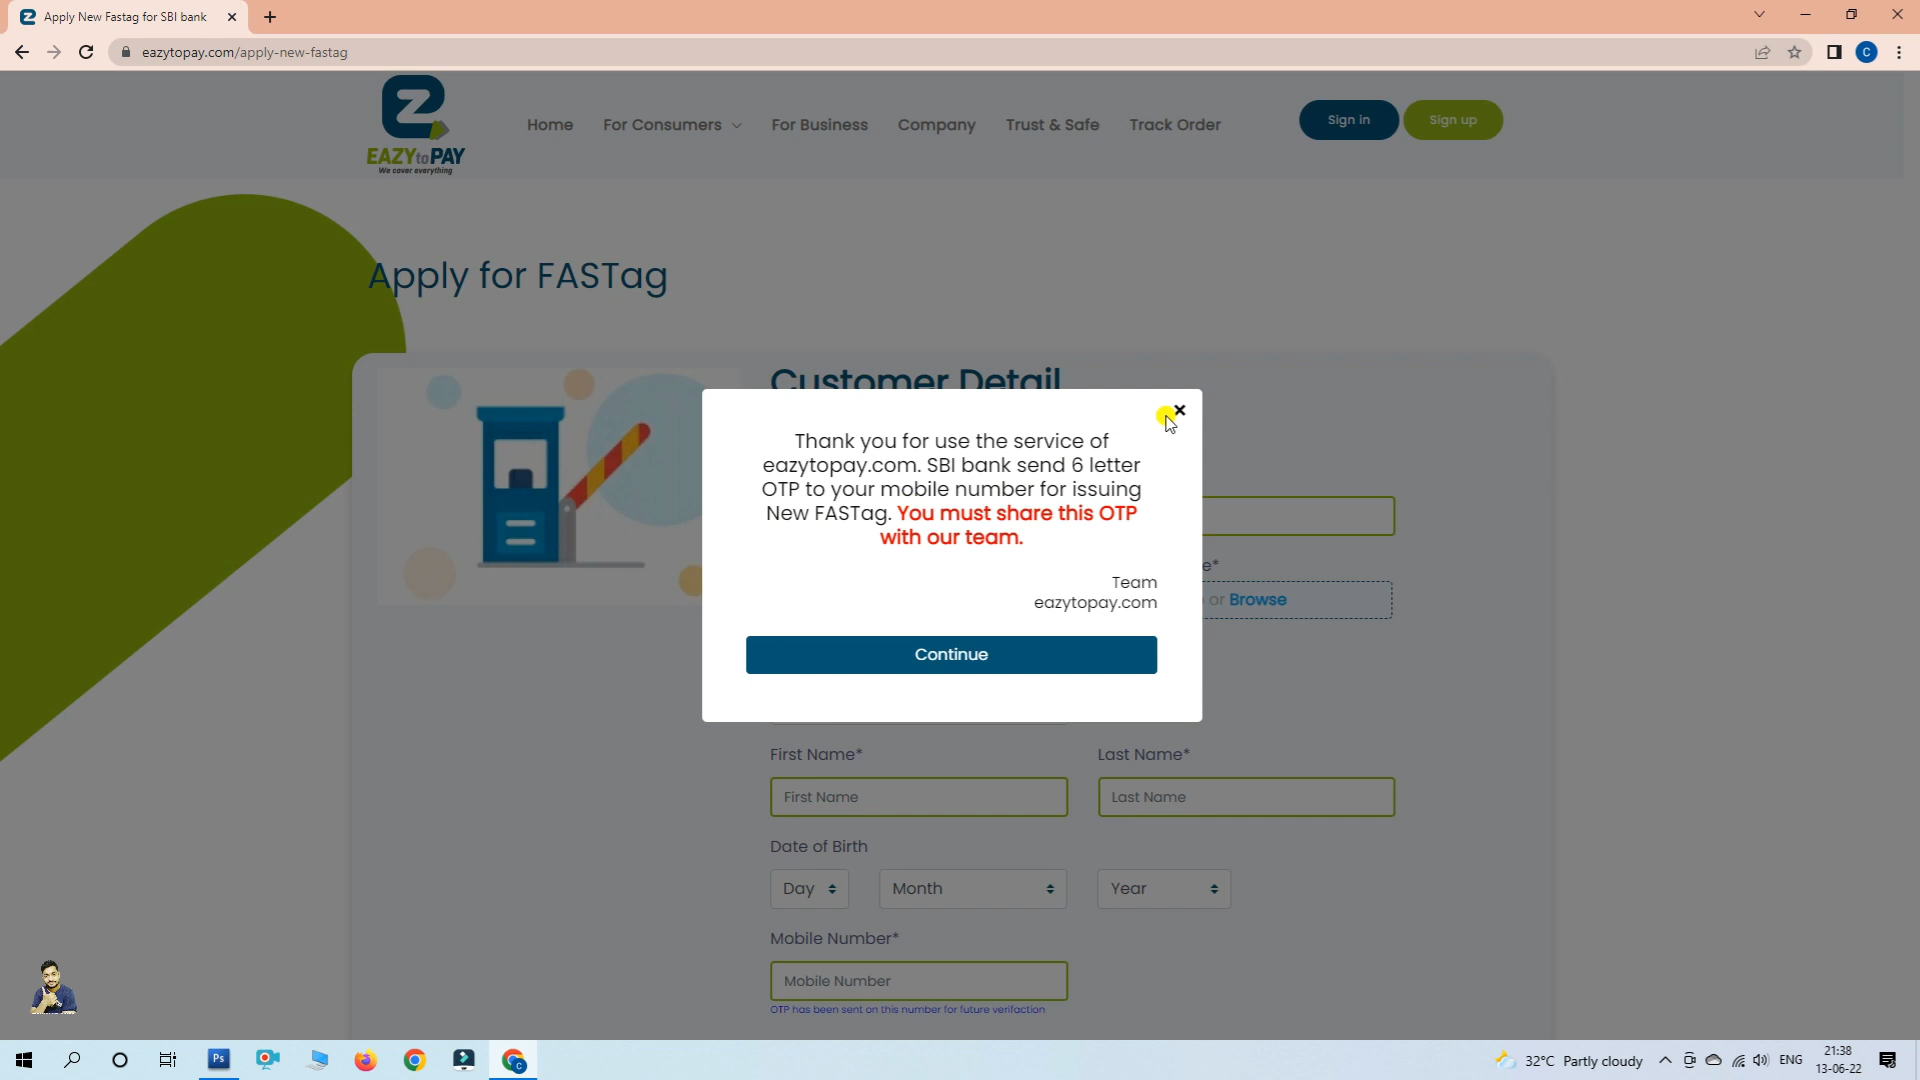 Apply New Fastag for SBI bank
eazytopay.com/apply-new-fastag
C
EAZYtoPAY
We cover everything
Home For Consumers For Business Company Trust & Safe Track Order
Sign in Sign up
Apply for FASTag
Customer Detail
Thank you for use the service of
eazytopay.com. SBI bank send 6 letter
OTP to your mobile number for issuing
New FASTag. You must share this OTP
with our team.
Team
eazytopay.com
Continue
e*
or Browse
First Name* Last Name*
First Name Last Name
Date of Birth
Day Month Year
Mobile Number*
Mobile Number
OTP has been sent on this number for future verifaction
Ps
C
32°C Partly cloudy ENG
21:38
13-06-22